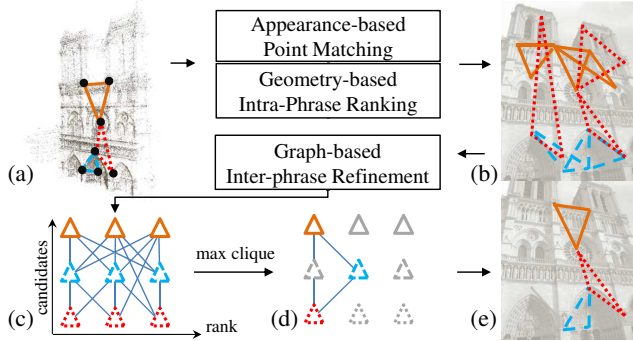 Appearance-based
Point Matching
Geometry-based
Intra-Phrase Ranking
Graph-based
Inter-phrase Refinement
(a)
(b)
candidates
max clique
(c)
rank
(d)
(e)